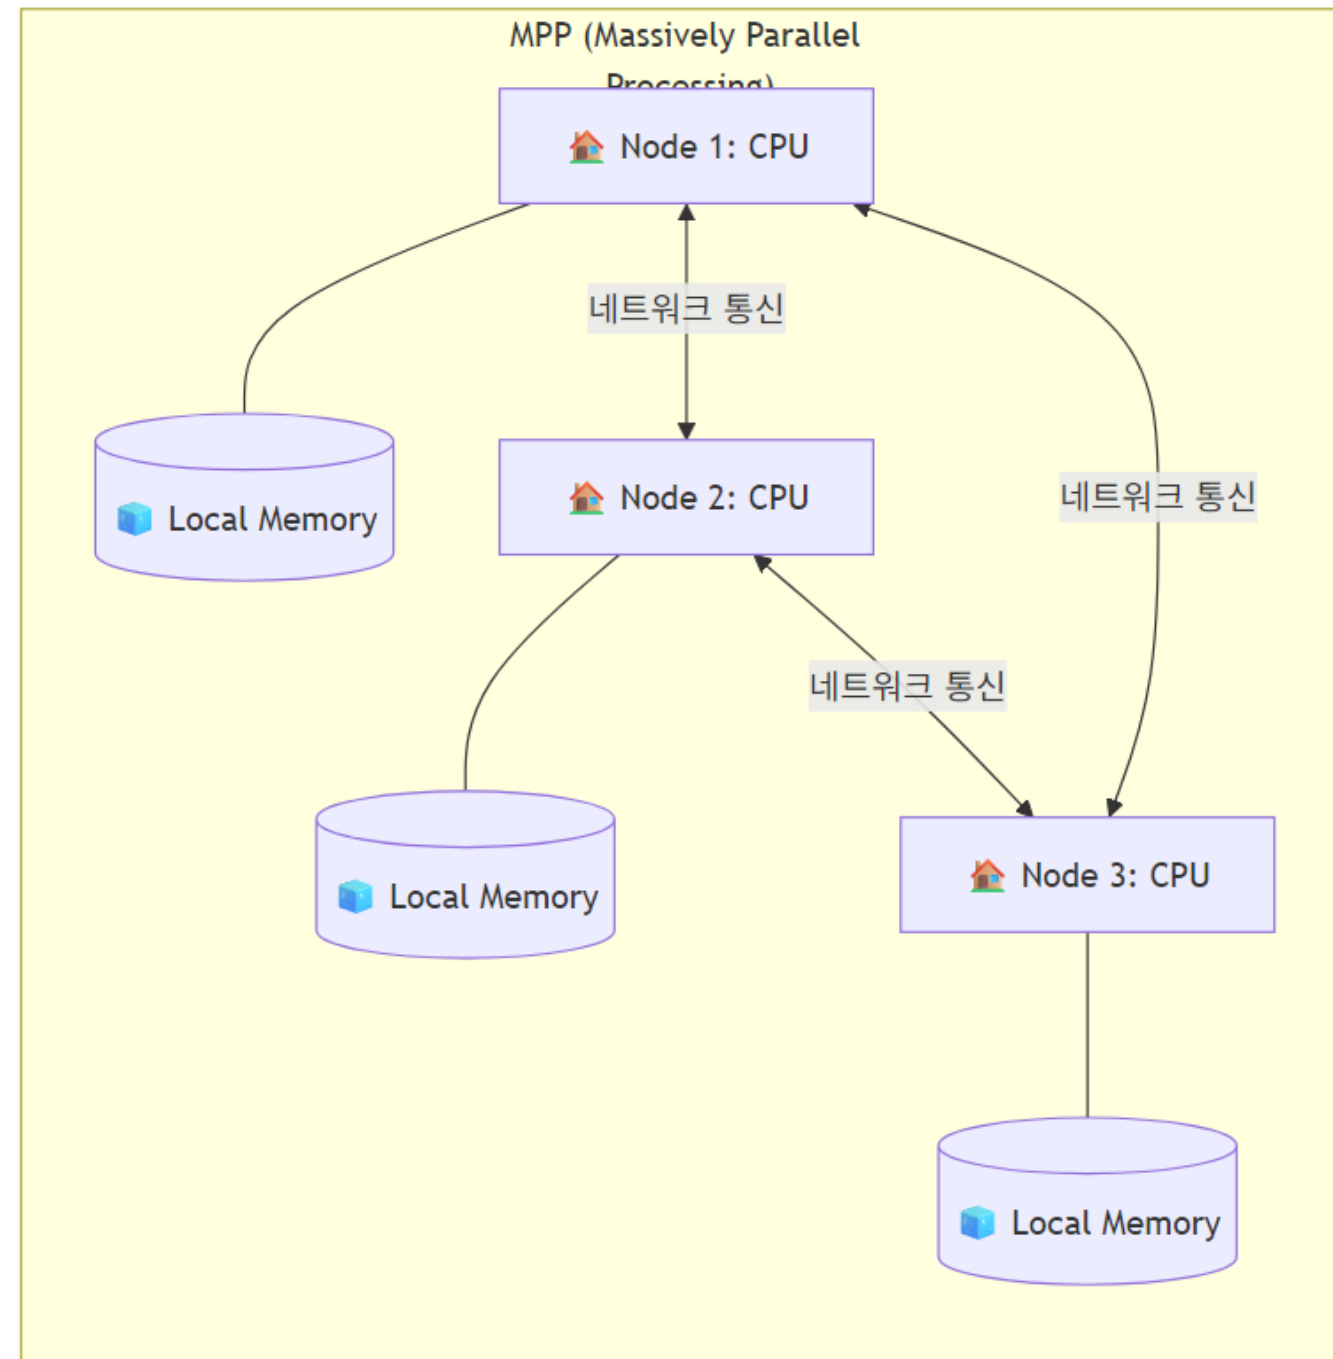 MPP (Massively Parallel
Processing)
Node 1: CPU
네트워크 통신
Local Memory
Node 2: CPU
네트워크 통신
네트워크 통신
Local Memory
Node 3: CPU
Local Memory